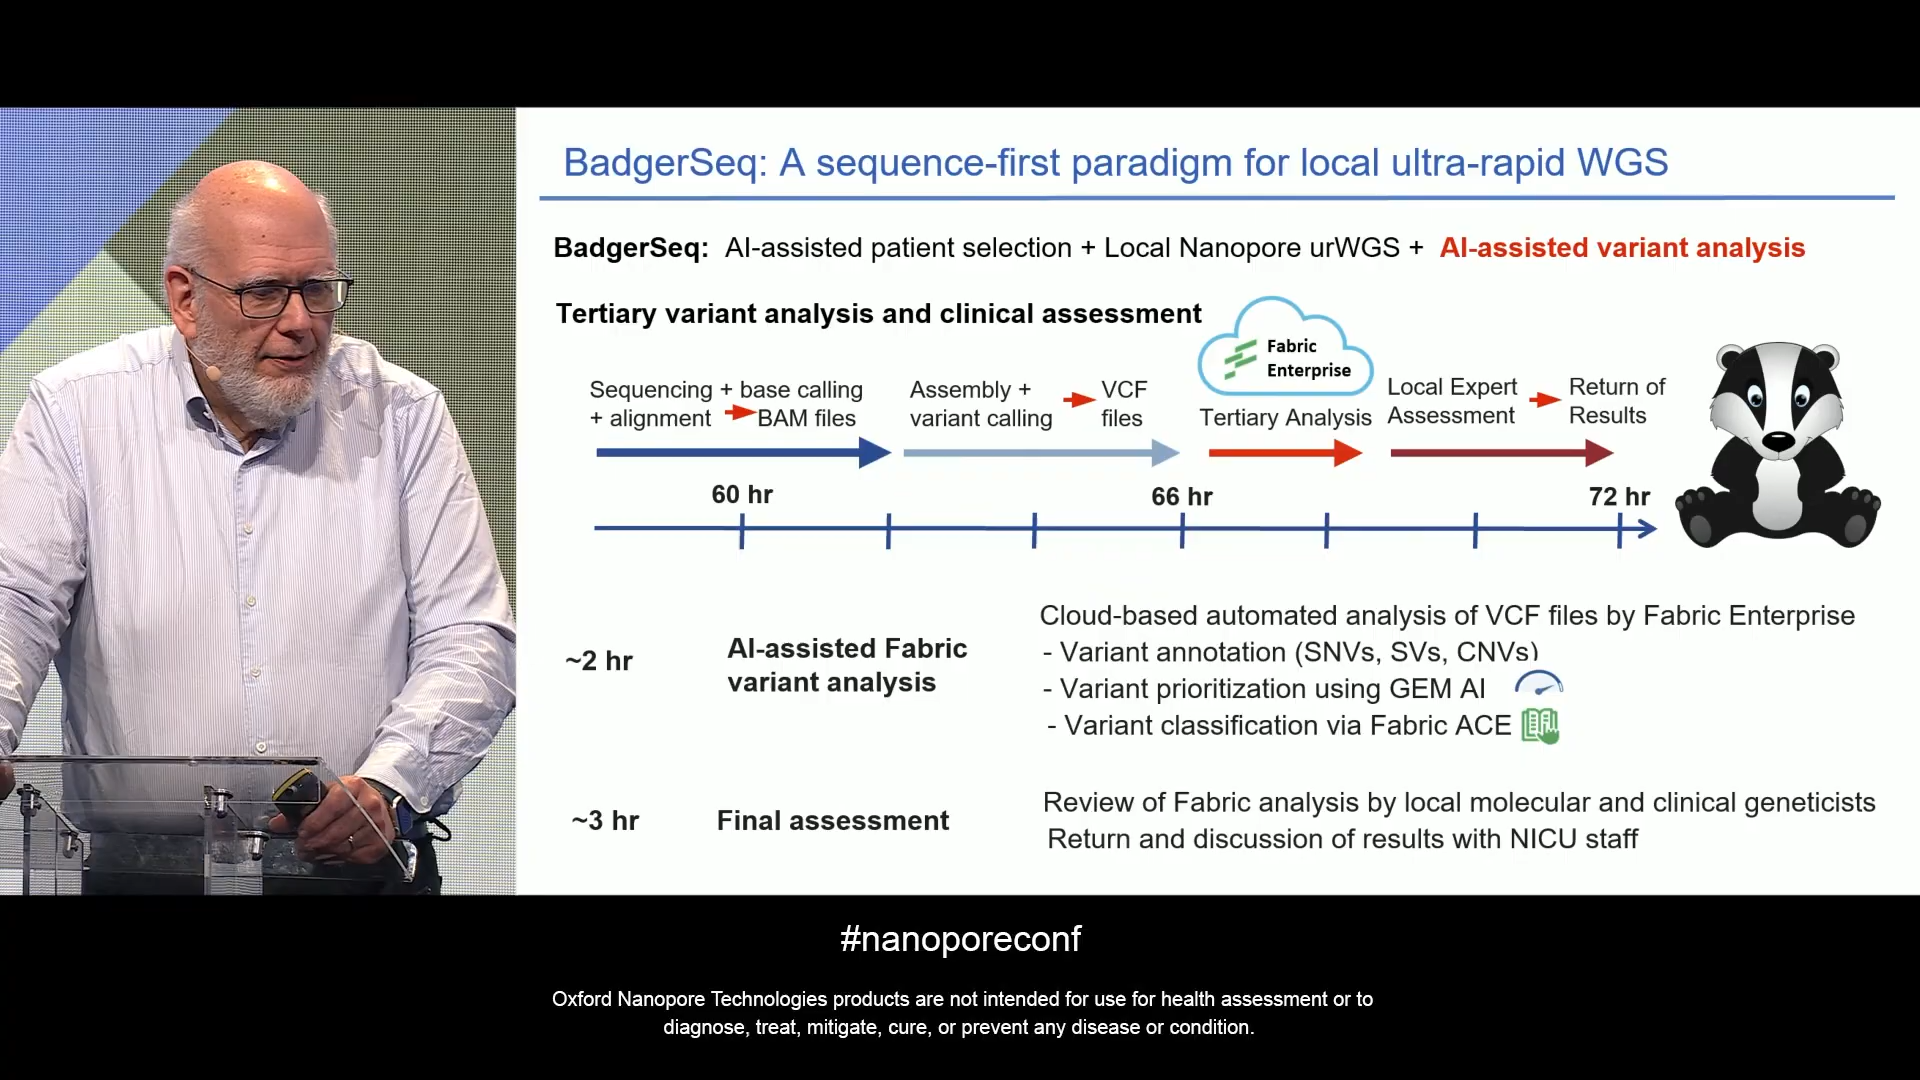 BadgerSeq: A sequence-first paradigm for local ultra-rapid WGS
BadgerSeq: AI-assisted patient selection + Local Nanopore urWGS + AI-assisted variant analysis
Tertiary variant analysis and clinical assessment
Fabric
Enterprise
Sequencing + base calling
+ alignment BAM files
Assembly +
variant calling
VCF
files
Tertiary Analysis
Local Expert
Assessment
Return of
Results
60 hr
66 hr
72 hr
~2 hr
AI-assisted Fabric
variant analysis
Cloud-based automated analysis of VCF files by Fabric Enterprise
- Variant annotation (SNVs, SVs, CNVs)
- Variant prioritization using GEM AI
- Variant classification via Fabric ACE
~3 hr
Final assessment
Review of Fabric analysis by local molecular and clinical geneticists
Return and discussion of results with NICU staff
#nanoporeconf
Oxford Nanopore Technologies products are not intended for use for health assessment or to
diagnose, treat, mitigate, cure, or prevent any disease or condition.